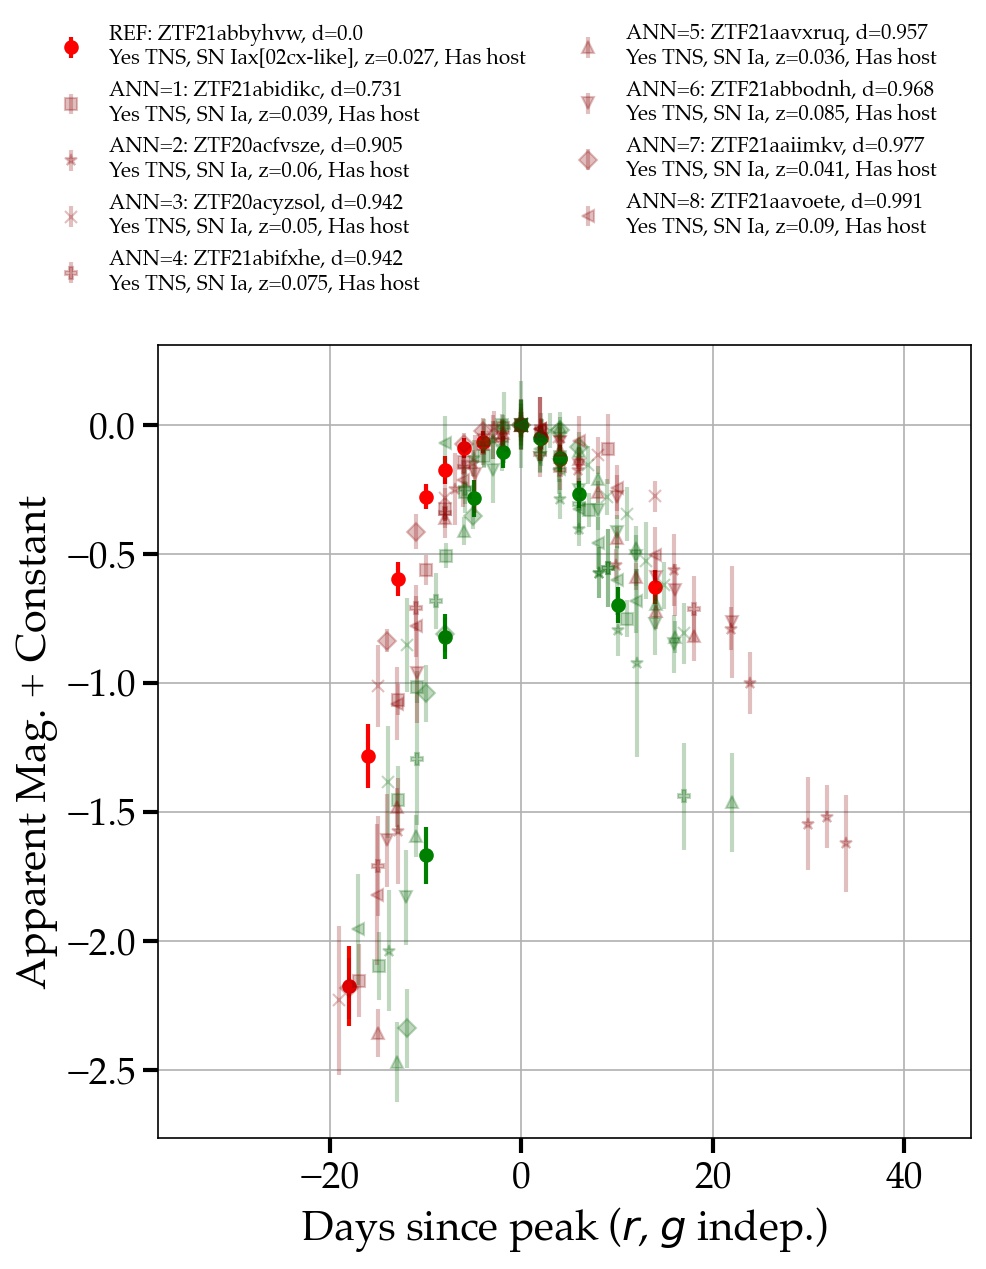 REF: ZTF21abbyhvw, d=0.0
Yes TNS, SN Iax[02cx-like], z=0.027, Has host
ANN=1: ZTF21abidikc, d=0.731
Yes TNS, SN Ia, z=0.039, Has host
ANN=2: ZTF20acfvsze, d=0.905
Yes TNS, SN Ia, z=0.06, Has host
ANN=3: ZTF20acyzsol, d=0.942
Yes TNS, SN Ia, z=0.05, Has host
ANN=4: ZTF21abifxhe, d=0.942
Yes TNS, SN Ia, z=0.075, Has host
ANN=5: ZTF21aavxruq, d=0.957
Yes TNS, SN Ia, z=0.036, Has host
ANN=6: ZTF21abbodnh, d=0.968
Yes TNS, SN Ia, z=0.085, Has host
ANN=7: ZTF21aaiimkv, d=0.977
Yes TNS, SN Ia, z=0.041, Has host
ANN=8: ZTF21aavoete, d=0.991
Yes TNS, SN Ia, z=0.09, Has host
Apparent Mag. + Constant
0.0
−0.5
−1.0
−1.5
−2.0
−2.5
−20
0
20
40
Days since peak (r, g indep.)